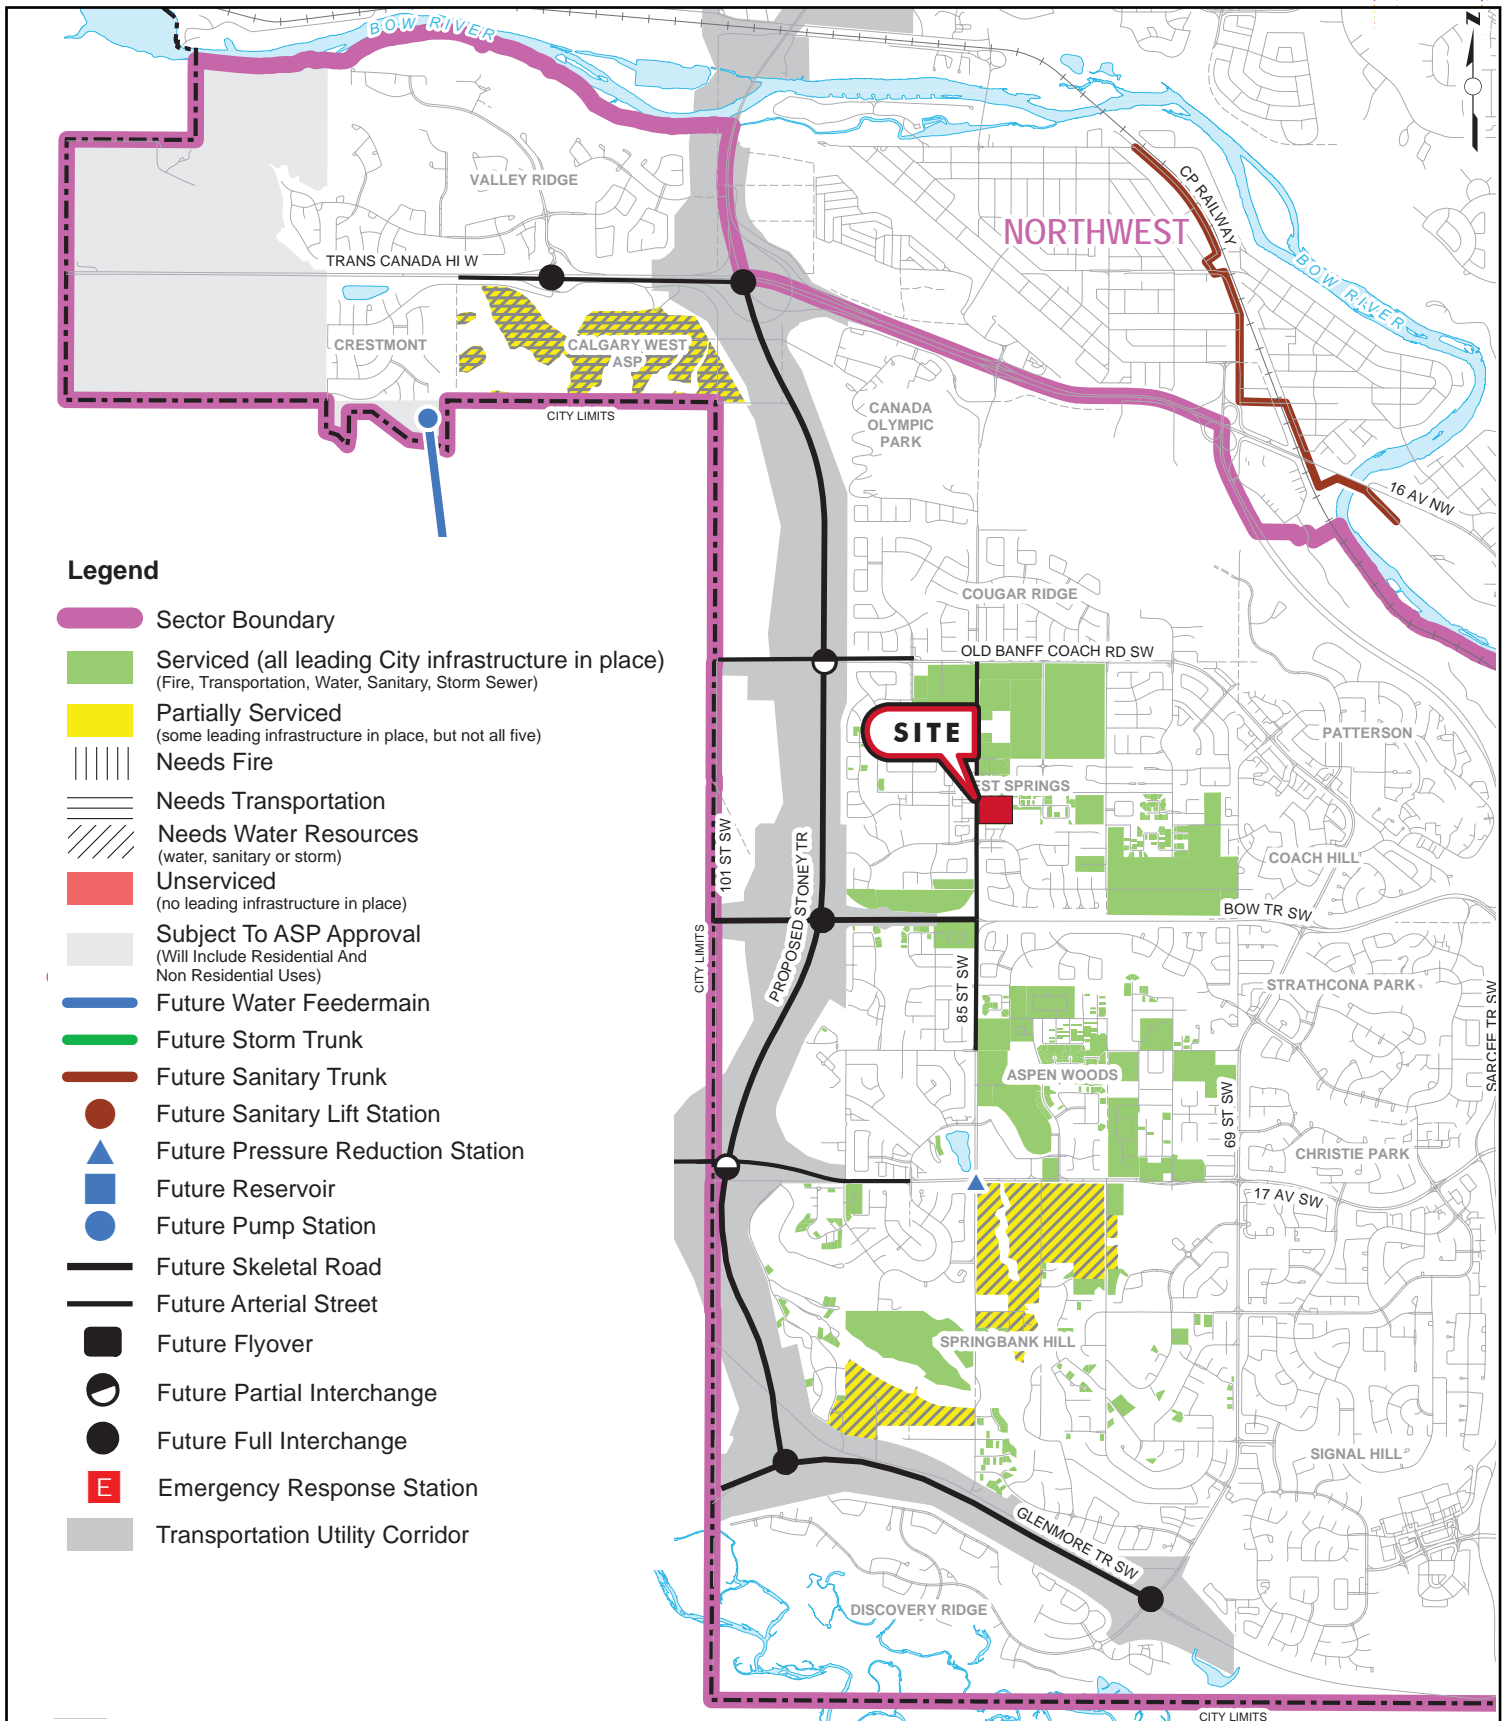 BOW RIVER
Z
VALLEY RIDGE
CP RAILWAY
NORTHWEST
TRANS CANADA HI W
BOW RIVER
CRESTMONT
CALGARY WEST
ASP
CITY LIMITS
CANADA
OLYMPIC
PARK
16 AV NW
Legend
Sector Boundary
Serviced (all leading City infrastructure in place)
(Fire, Transportation, Water, Sanitary, Storm Sewer)
Partially Serviced
(some leading infrastructure in place, but not all five)
Needs Fire
Needs Transportation
Needs Water Resources
(water, sanitary or storm)
Unserviced
(no leading infrastructure in place)
Subject To ASP Approval
(Will Include Residential And
Non Residential Uses)
Future Water Feedermain
Future Storm Trunk
Future Sanitary Trunk
Future Sanitary Lift Station
Future Pressure Reduction Station
Future Reservoir
Future Pump Station
Future Skeletal Road
Future Arterial Street
Future Flyover
Future Partial Interchange
Future Full Interchange
E
Emergency Response Station
Transportation Utility Corridor
COUGAR RIDGE
OLD BANFF COACH RD SW
SITE
PATTERSON
EST SPRINGS
101 ST SW
PROPOSED STONEY TR
COACH HILL
BOW TR SW
CITY LIMITS
85 ST SW
STRATHCONA PARK
SARCEE TR SW
ASPEN WOODS
69 ST SW
CHRISTIE PARK
17 AV SW
SPRINGBANK HILL
SIGNAL HILL
GLENMORE TR SW
DISCOVERY RIDGE
CITY LIMITS